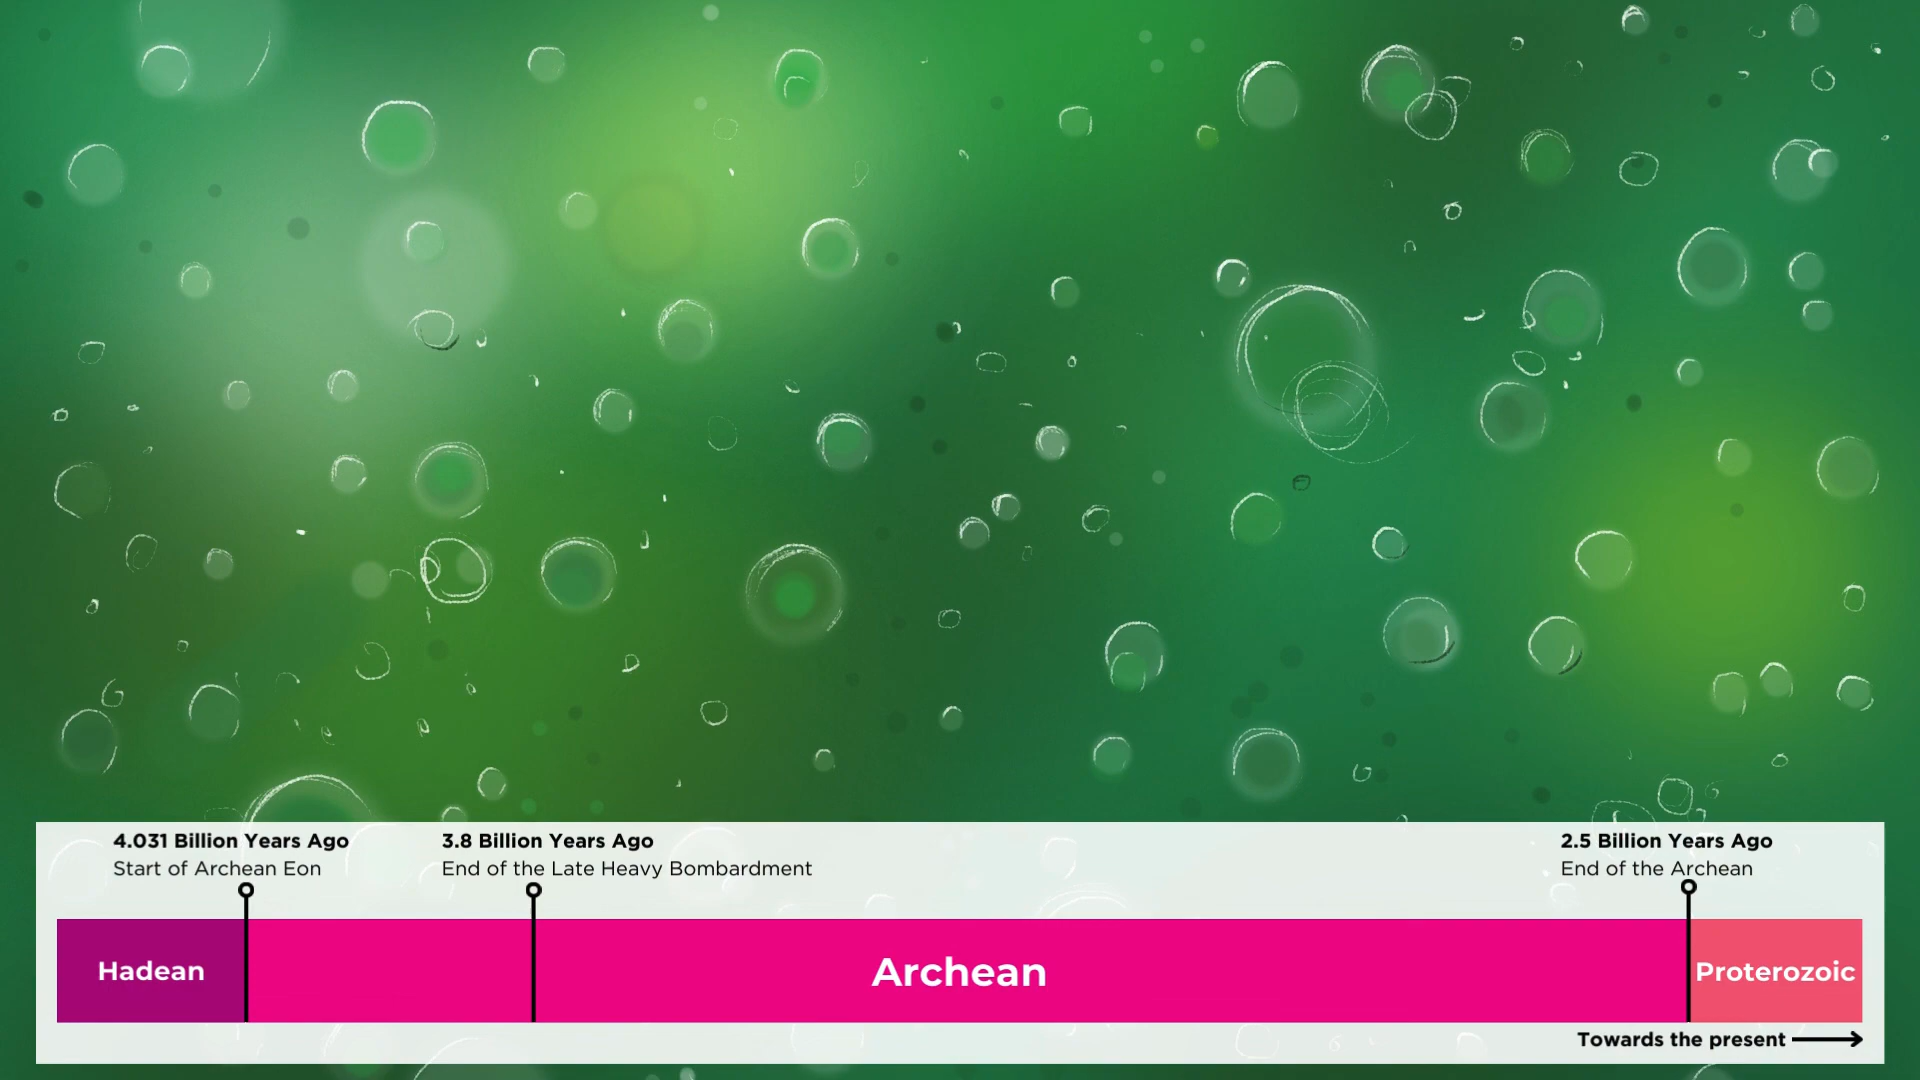 4.031 Billion Years Ago
Start of Archean Eon
3.8 Billion Years Ago
End of the Late Heavy Bombardment
2.5 Billion Years Ago
End of the Archean
Hadean
Archean
Proterozoic
Towards the present